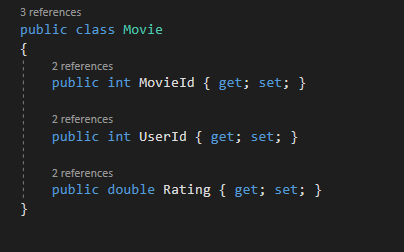 3 references
public class Movie
{
2 references
public int MovieId { get; set; }
2 references
public int UserId { get; set; }
2 references
public double Rating { get; set; }
}